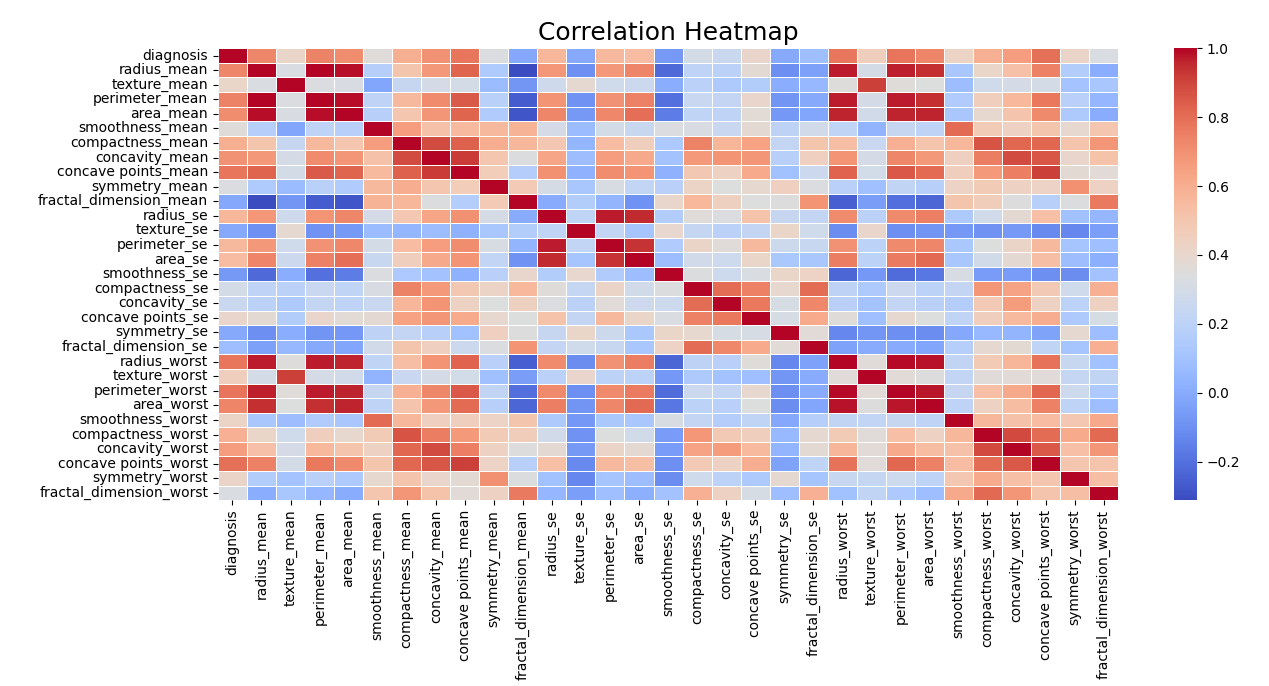 Correlation Heatmap
diagnosis
radius_mean
texture_mean
perimeter_mean
area_mean
smoothness_mean
compactness_mean
concavity_mean
concave points_mean
symmetry_mean
fractal_dimension_mean
radius_se
texture_se
perimeter_se
area_se
smoothness_se
compactness_se
concavity_se
concave points_se
symmetry_se
fractal_dimension_se
radius_worst
texture_worst
perimeter_worst
area_worst
smoothness_worst
compactness_worst
concavity_worst
concave points_worst
symmetry_worst
fractal_dimension_worst
diagnosis
radius_mean
texture_mean
perimeter_mean
area_mean
smoothness_mean
compactness_mean
concavity_mean
concave points_mean
symmetry_mean
fractal_dimension_mean
radius_se
texture_se
perimeter_se
area_se
smoothness_se
compactness_se
concavity_se
concave points_se
symmetry_se
fractal_dimension_se
radius_worst
texture_worst
perimeter_worst
area_worst
smoothness_worst
compactness_worst
concavity_worst
concave points_worst
symmetry_worst
fractal_dimension_worst
1.0
0.8
0.6
0.4
0.2
0.0
−0.2